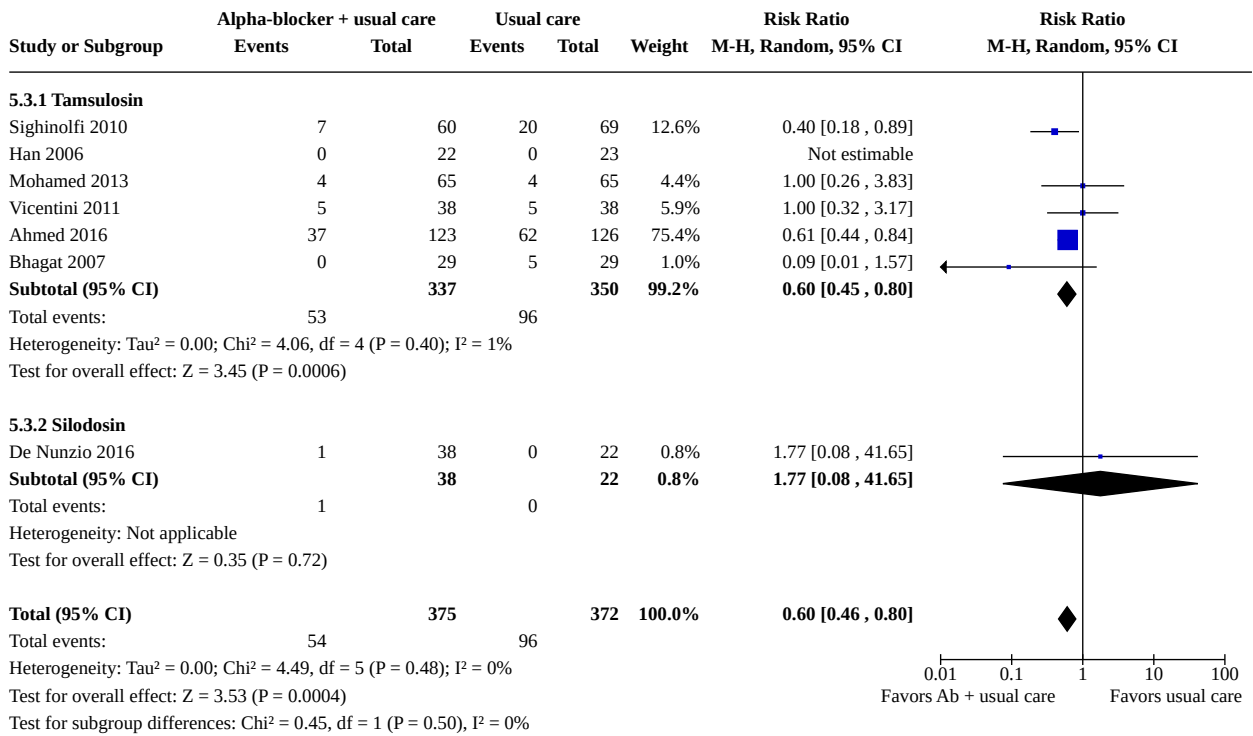 Alpha-blocker + usual care Usual care Risk Ratio Risk Ratio
Study or Subgroup Events Total Events Total Weight M-H, Random, 95% CI M-H, Random, 95% CI
5.3.1 Tamsulosin
Sighinolfi 2010 7 60 20 69 12.6% 0.40 [0.18 , 0.89]
Han 2006 0 22 0 23 Not estimable
Mohamed 2013 4 65 4 65 4.4% 1.00 [0.26 , 3.83]
Vicentini 2011 5 38 5 38 5.9% 1.00 [0.32 , 3.17]
Ahmed 2016 37 123 62 126 75.4% 0.61 [0.44 , 0.84]
Bhagat 2007 0 29 5 29 1.0% 0.09 [0.01 , 1.57]
Subtotal (95% CI) 337 350 99.2% 0.60 [0.45 , 0.80]
Total events: 53 96
Heterogeneity: Tau² = 0.00; Chi² = 4.06, df = 4 (P = 0.40); I² = 1%
Test for overall effect: Z = 3.45 (P = 0.0006)
5.3.2 Silodosin
De Nunzio 2016 1 38 0 22 0.8% 1.77 [0.08 , 41.65]
Subtotal (95% CI) 38 22 0.8% 1.77 [0.08 , 41.65]
Total events: 1 0
Heterogeneity: Not applicable
Test for overall effect: Z = 0.35 (P = 0.72)
Total (95% CI) 375 372 100.0% 0.60 [0.46 , 0.80]
Total events: 54 96
Heterogeneity: Tau² = 0.00; Chi² = 4.49, df = 5 (P = 0.48); I² = 0%
0.01 0.1 1 10 100
Test for overall effect: Z = 3.53 (P = 0.0004)
Favors Ab + usual care Favors usual care
Test for subgroup differences: Chi² = 0.45, df = 1 (P = 0.50), I² = 0%